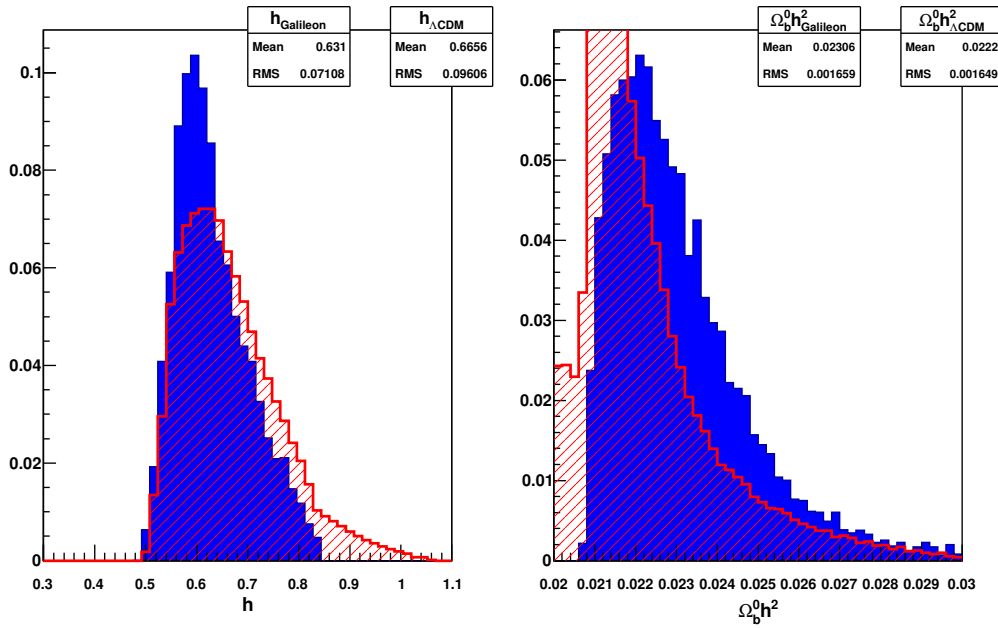 h_Galileon
Mean 0.631
RMS 0.07108
h_ΛCDM
Mean 0.6656
RMS 0.09606
0.1
0.08
0.06
0.04
0.02
0
0.3 0.4 0.5 0.6 0.7 0.8 0.9 1 1.1
h
Ω_b^0h^2_Galileon
Mean 0.02306
RMS 0.001659
Ω_b^0h^2_ΛCDM
Mean 0.0222
RMS 0.001649
0.06
0.05
0.04
0.03
0.02
0.01
0
0.02 0.021 0.022 0.023 0.024 0.025 0.026 0.027 0.028 0.029 0.03
Ω_b^0h^2